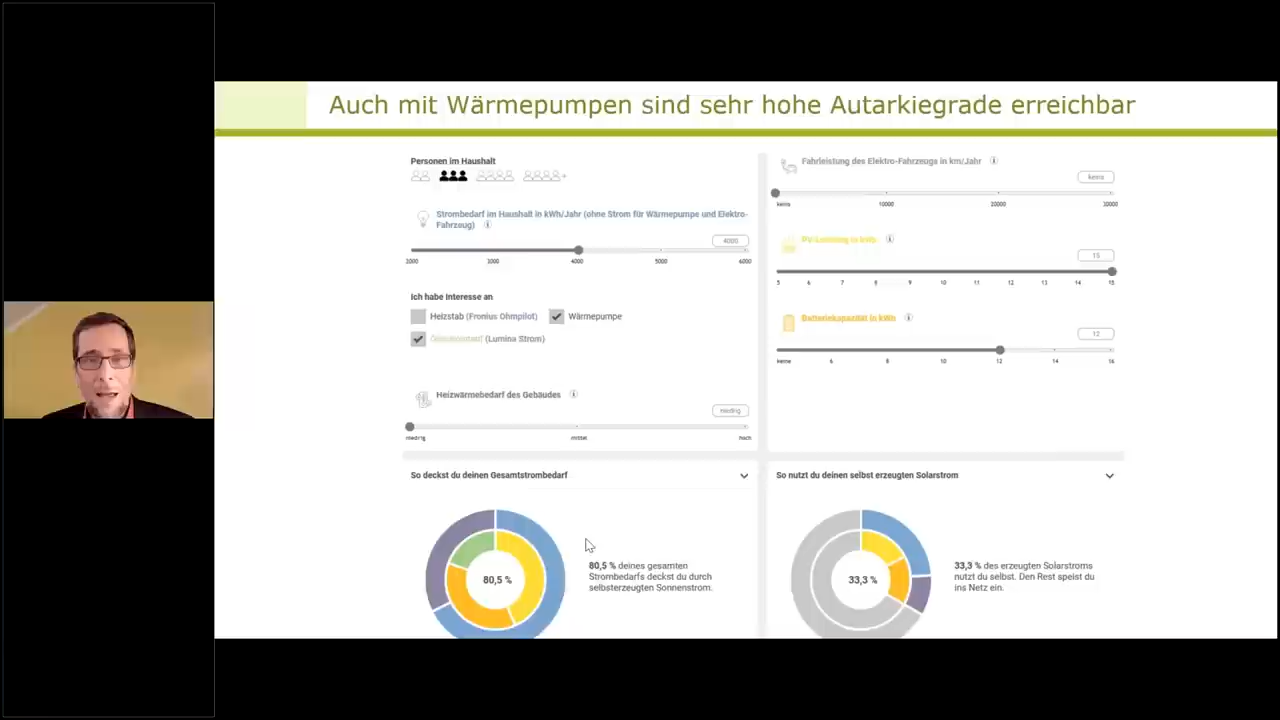 Auch mit Wärmepumpen sind sehr hohe Autarkiegrade erreichbar
Personen im Haushalt
Strombedarf im Haushalt in kWh/Jahr (ohne Strom für Wärmepumpe und Elektro-
Fahrzeug)
4000
2000 3000 4000 5000 6000
Ich habe Interesse an
Heizstab (Fronius Ohmpilot) Wärmepumpe
(Lumina Strom)
Heizwärmebedarf des Gebäudes
niedrig
niedrig mittel hoch
Fahrleistung des Elektro-Fahrzeugs in km/Jahr
keins
keins 10000 20000 30000
PV-Leistung in kWp
15
5 6 7 8 9 10 11 12 13 14 15
Batteriekapazität in kWh
12
keine 6 8 10 12 14 16
So deckst du deinen Gesamtstrombedarf
80,5 %
80,5 % deines gesamten
Strombedarfs deckst du durch
selbsterzeugten Sonnenstrom.
So nutzt du deinen selbst erzeugten Solarstrom
33,3 %
33,3 % des erzeugten Solarstroms
nutzt du selbst. Den Rest speist du
ins Netz ein.